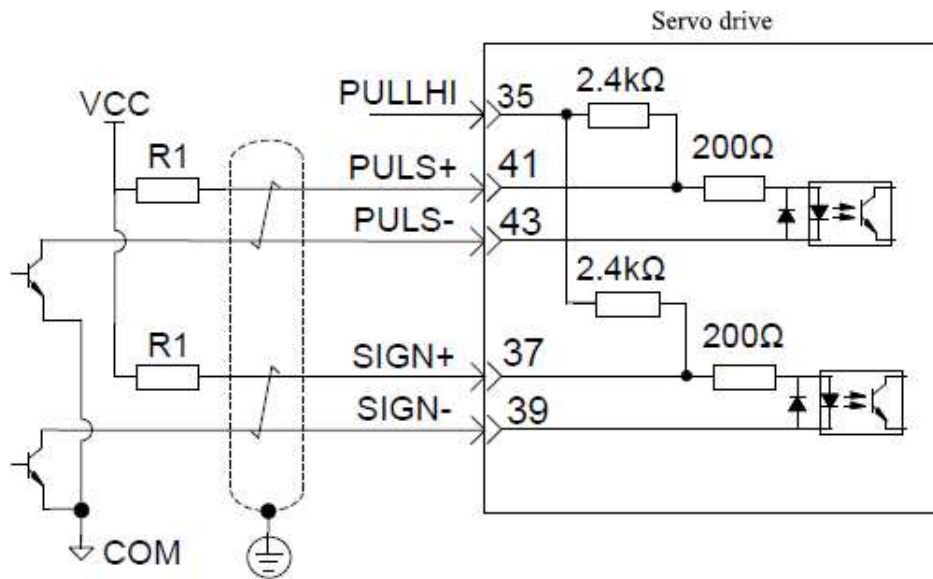 Servo drive
PULLHI 35 2.4kΩ
VCC
R1 PULS+ 41 200Ω
PULS- 43
2.4kΩ
R1 SIGN+ 37 200Ω
SIGN- 39
COM